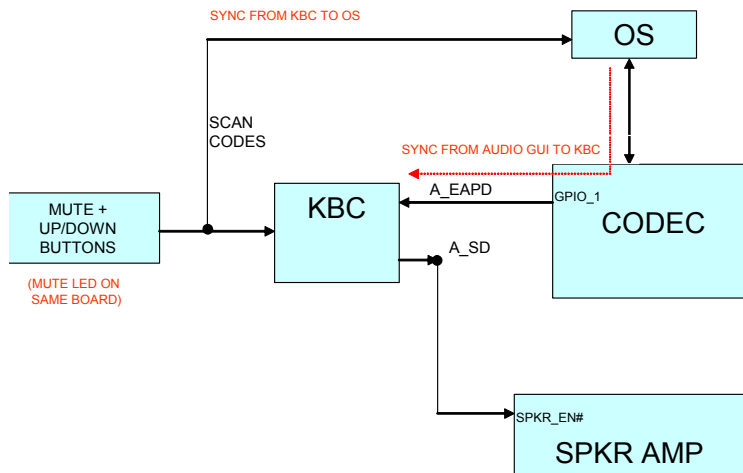 SYNC FROM KBC TO OS
OS
SCAN
CODES
SYNC FROM AUDIO GUI TO KBC
MUTE +
UP/DOWN
BUTTONS
KBC
A_EAPD
GPIO_1
CODEC
A_SD
(MUTE LED ON
SAME BOARD)
SPKR_EN#
SPKR AMP